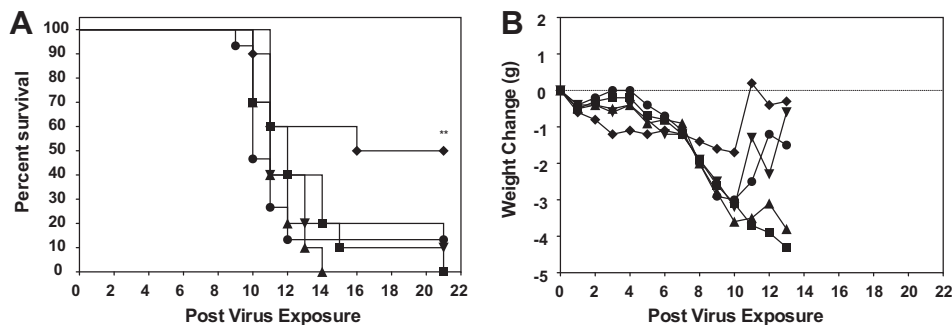 A
Percent survival
100
90
80
70
60
50
40
30
20
10
0
**
0 2 4 6 8 10 12 14 16 18 20 22
Post Virus Exposure
B
Weight Change (g)
2
1
0
-1
-2
-3
-4
-5
0 2 4 6 8 10 12 14 16 18 20 22
Post Virus Exposure